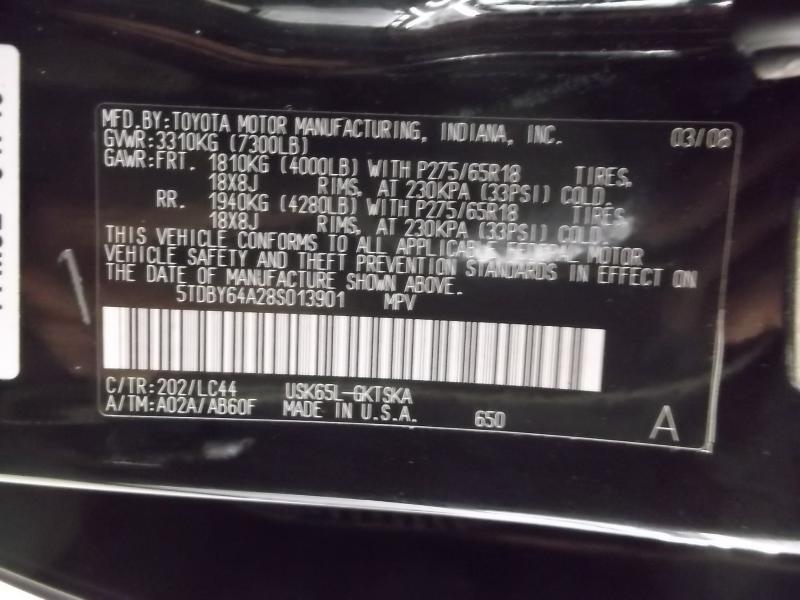 MFD.BY:TOYOTA MOTOR MANUFACTURING, INDIANA, INC. 03/08
GVWR:3310KG (7300LB)
GAWR:FRT. 1810KG (4000LB) WITH P275/65R18 TIRES,
18X8J RIMS, AT 230KPA (33PSI) COLD.
RR. 1940KG (4280LB) WITH P275/65R18 TIRES,
18X8J RIMS, AT 230KPA (33PSI) COLD.
THIS VEHICLE CONFORMS TO ALL APPLICABLE FEDERAL MOTOR
VEHICLE SAFETY AND THEFT PREVENTION STANDARDS IN EFFECT ON
THE DATE OF MANUFACTURE SHOWN ABOVE.
5TDBY64A28S013901 MPV
C/TR:202/LC44 USK65L-GKTSKA
A/TM:A02A/AB60F MADE IN U.S.A. 650 A